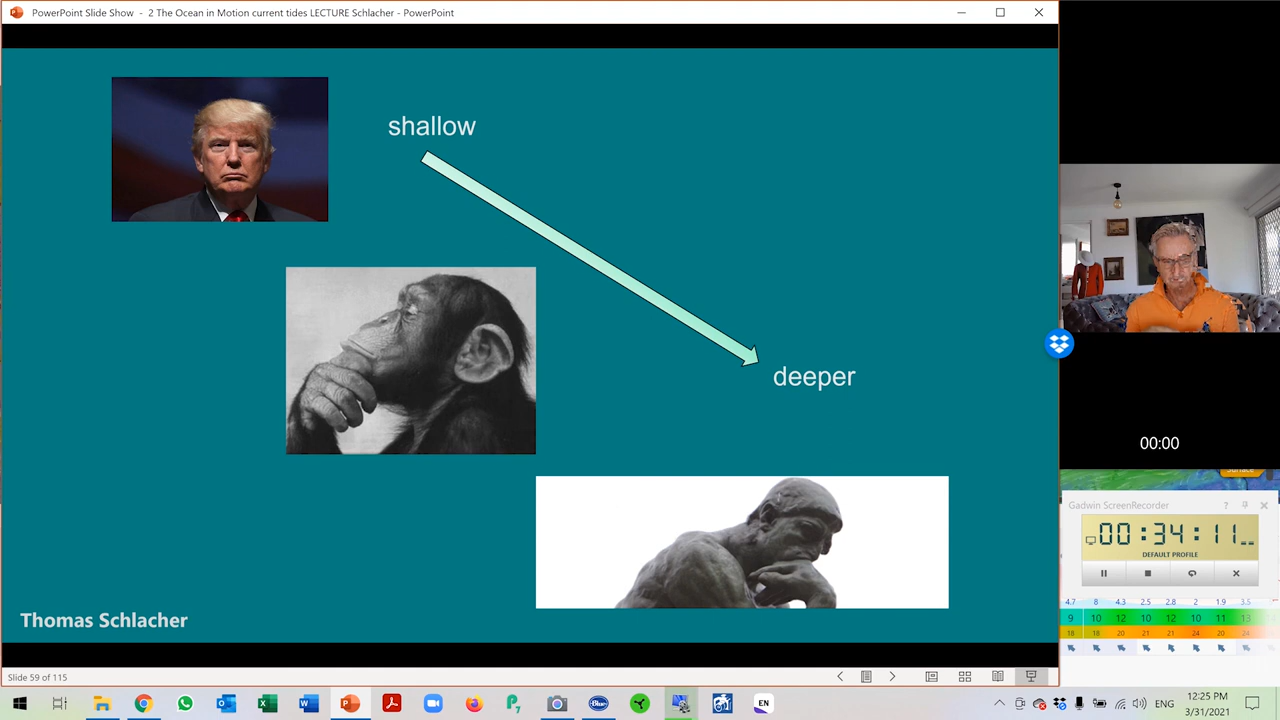 PowerPoint Slide Show - 2 The Ocean in Motion current tides LECTURE Schlacher - PowerPoint
shallow
deeper
Thomas Schlacher
00:00
Gadwin ScreenRecorder
00:34:11
DEFAULT PROFILE
4.7 8 4.3 2.5 2.8 2 1.9 3.5
9 10 12 10 12 10 11 13
18 18 20 21 21 24 20 24
Slide 59 of 115
EN
ENG
12:25 PM
3/31/2021